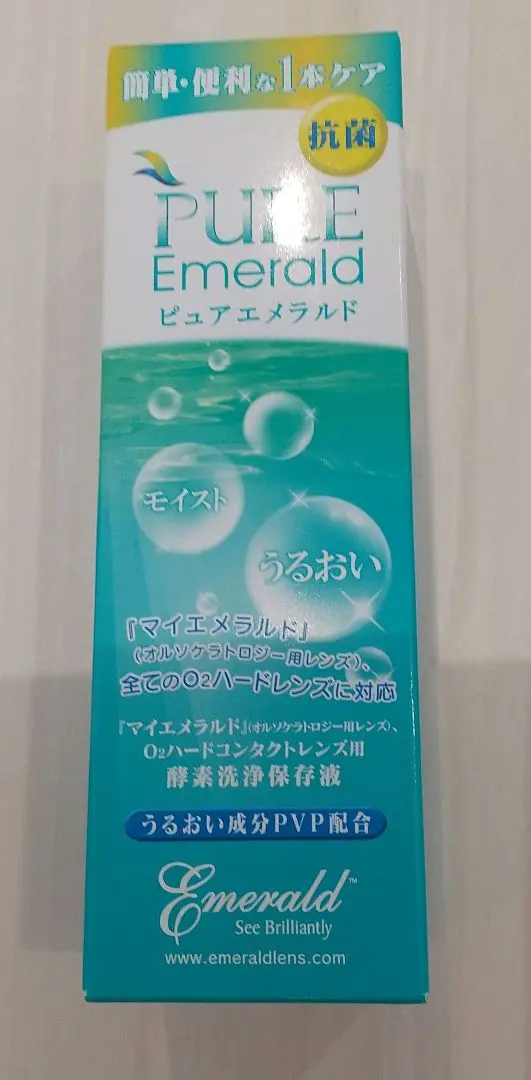 簡単・便利な1本ケア
抗菌
PURE
Emerald
ピュアエメラルド
モイスト
うるおい
『マイエメラルド』
(オルソケラトロジー用レンズ)、
全てのO2ハードレンズに対応
『マイエメラルド』(オルソケラトロジー用レンズ)、
O2ハードコンタクトレンズ用
酵素洗浄保存液
うるおい成分PVP配合
Emerald™
See Brilliantly
www.emeraldlens.com